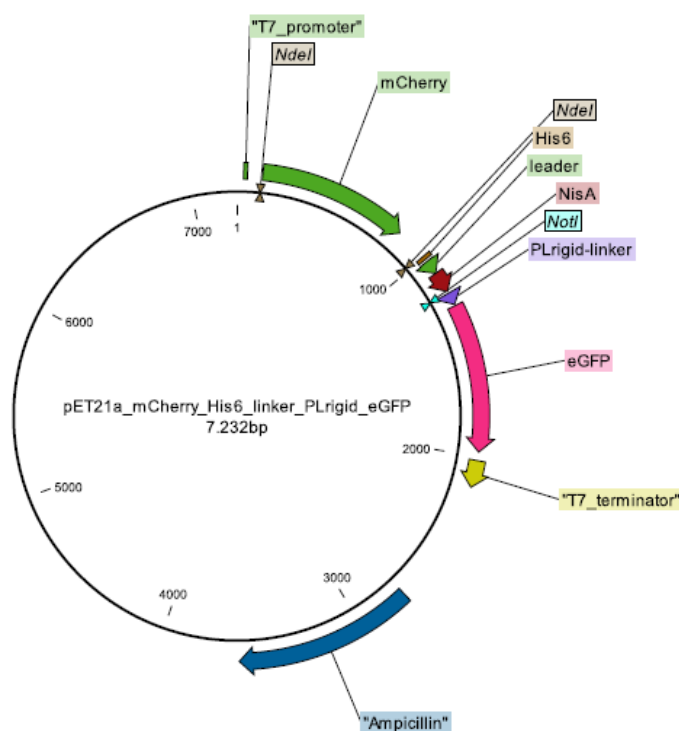 "T7_promoter"
NdeI
mCherry
NdeI
His6
leader
NisA
NotI
PLrigid-linker
7000
1
1000
6000
eGFP
pET21a_mCherry_His6_linker_PLrigid_eGFP
7.232bp
2000
5000
"T7_terminator"
3000
4000
"Ampicillin"